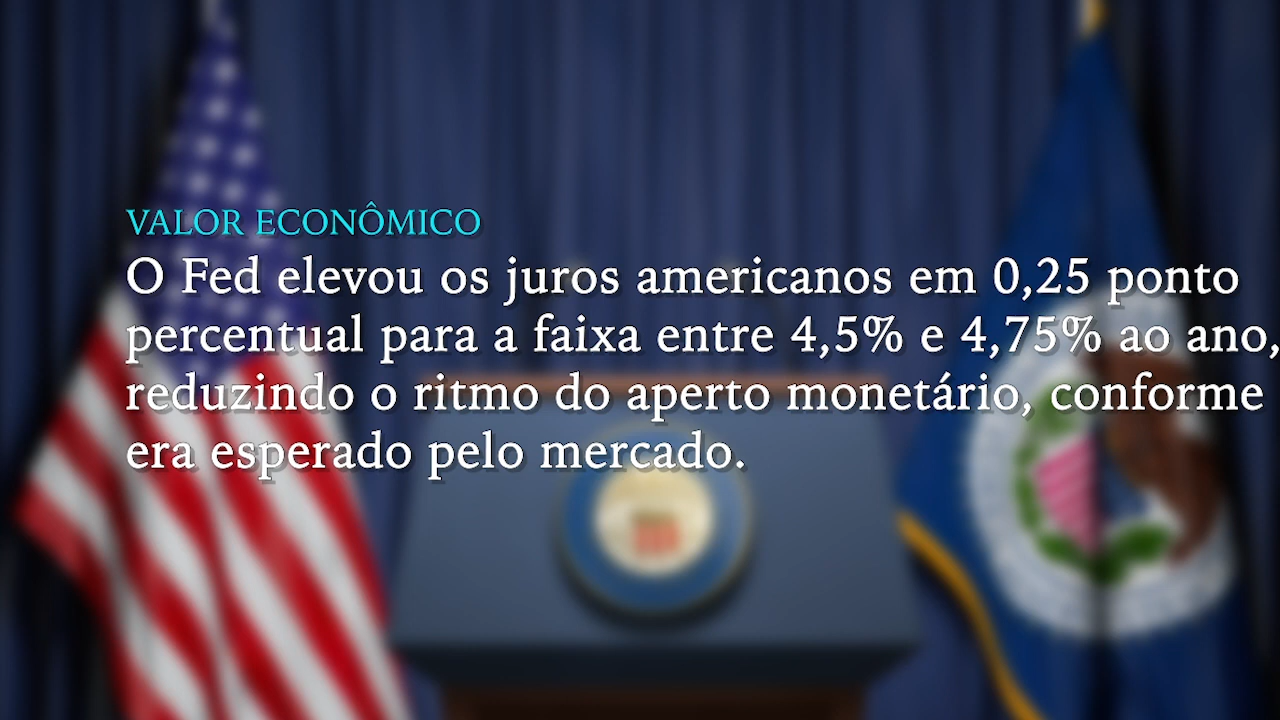 VALOR ECONÔMICO
O Fed elevou os juros americanos em 0,25 ponto
percentual para a faixa entre 4,5% e 4,75% ao ano,
reduzindo o ritmo do aperto monetário, conforme
era esperado pelo mercado.